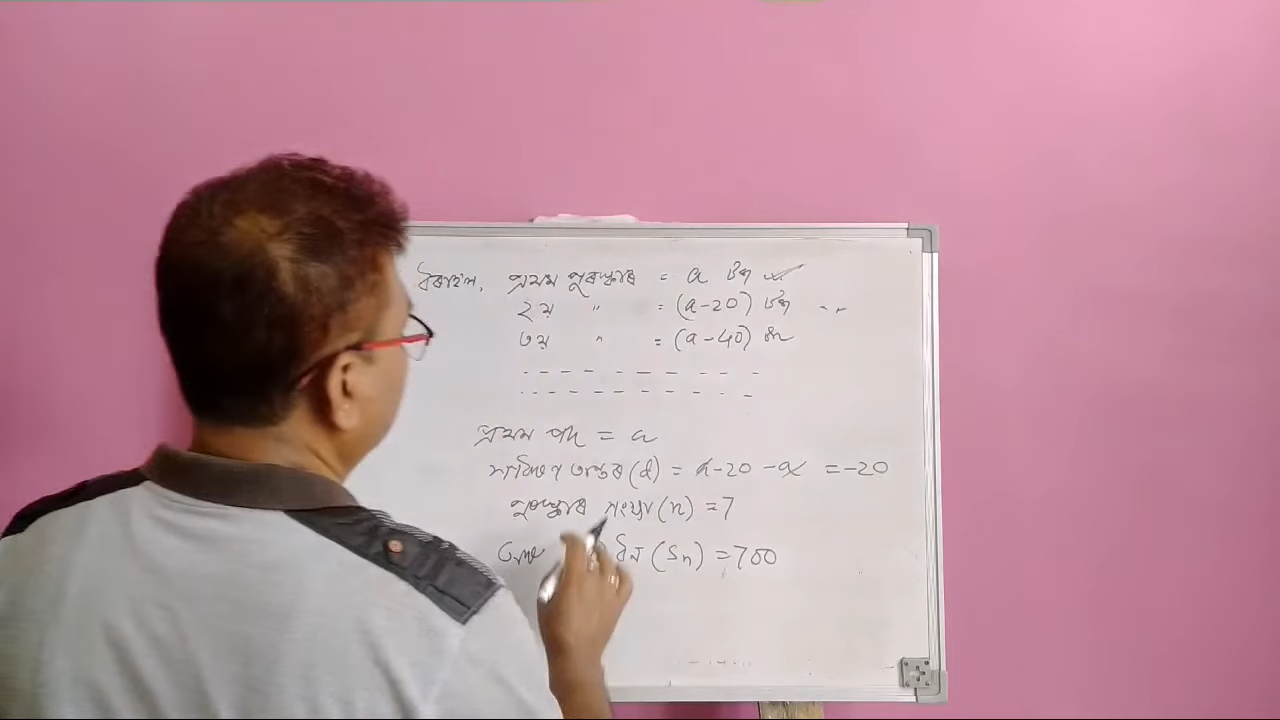 ধৰাহ'ল, প্ৰথম পুৰস্কাৰ = a টকা
২য় " = (a-20) টকা
৩য় " = (a-40) টকা
প্ৰথম পদ = a
সাধাৰণ অন্তৰ (d) = a-20-a = -20
পুৰস্কাৰ সংখ্যা (n) = 7
ধন (Sn) = 700